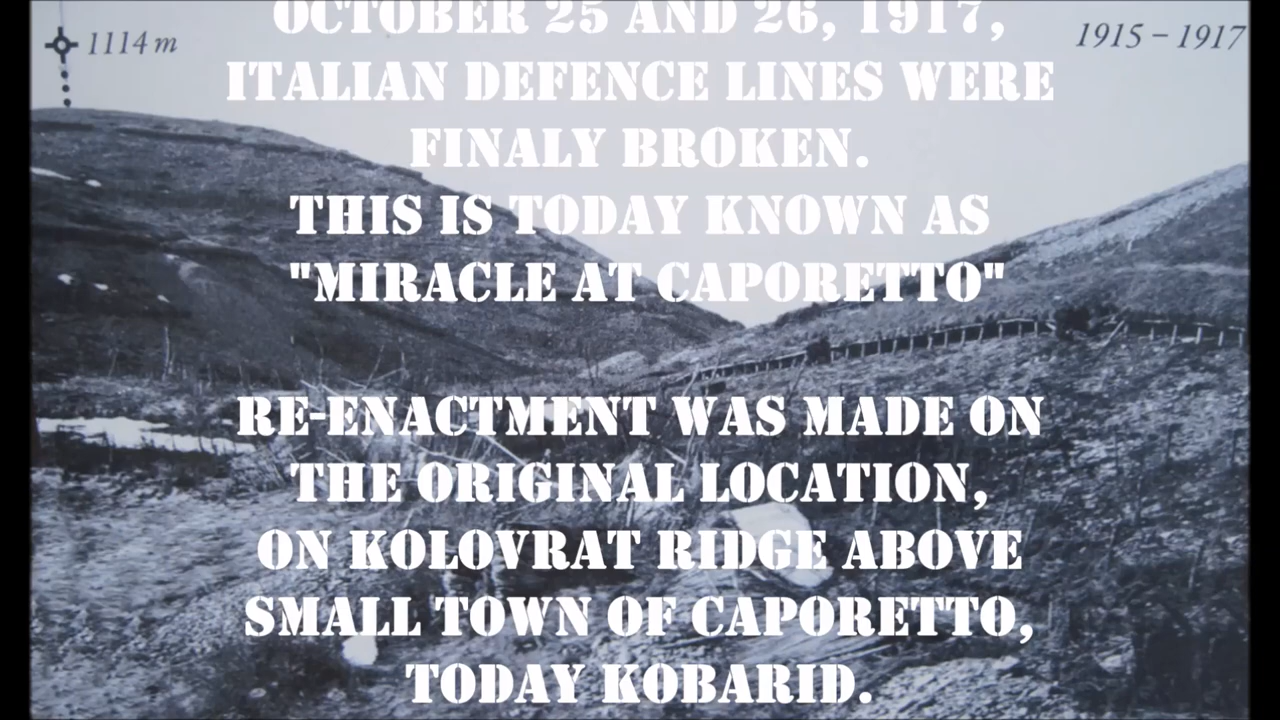 OCTOBER 25 AND 26, 1917,
1114 m
1915 – 1917
ITALIAN DEFENCE LINES WERE
FINALY BROKEN.
THIS IS TODAY KNOWN AS
"MIRACLE AT CAPORETTO"
RE-ENACTMENT WAS MADE ON
THE ORIGINAL LOCATION,
ON KOLOVRAT RIDGE ABOVE
SMALL TOWN OF CAPORETTO,
TODAY KOBARID.